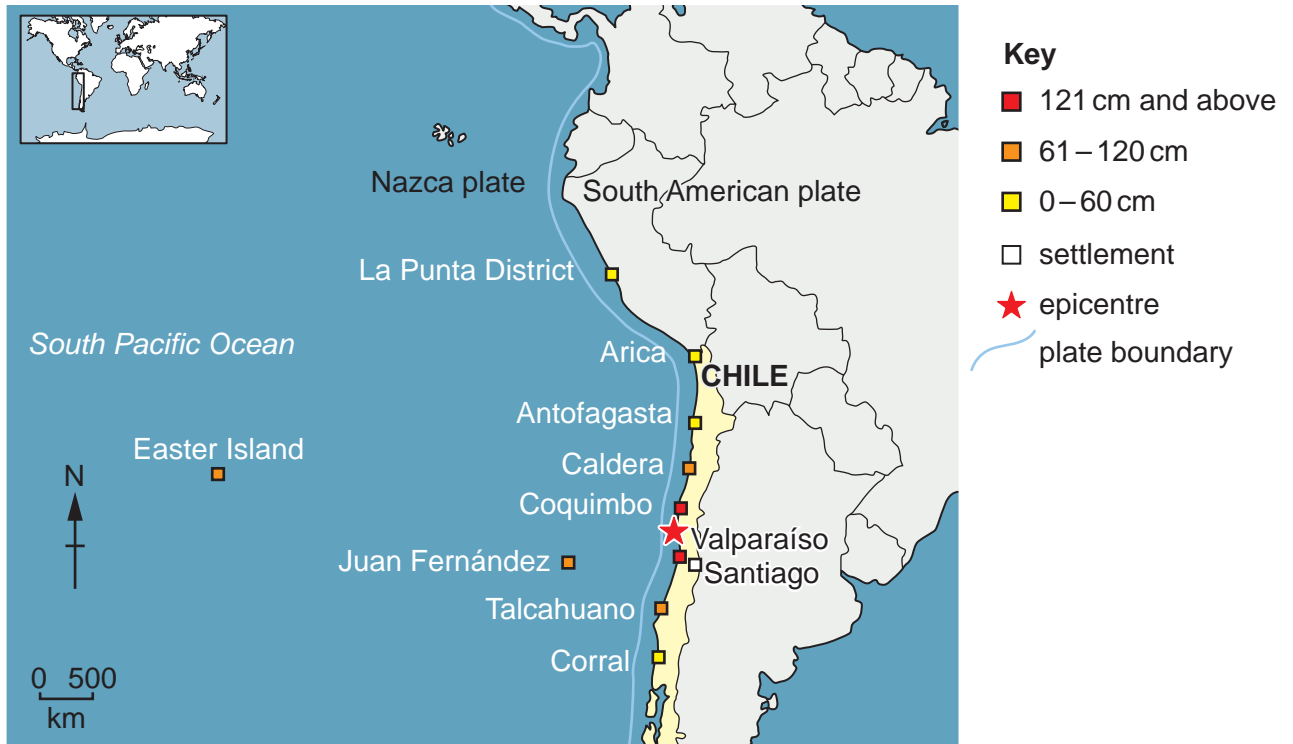 Nazca plate
South American plate
La Punta District
South Pacific Ocean
Arica
CHILE
Antofagasta
Easter Island
Caldera
N
Coquimbo
Valparaíso
Juan Fernández
Santiago
Talcahuano
Corral
0 500
km
Key
121 cm and above
61 – 120 cm
0 – 60 cm
settlement
epicentre
plate boundary